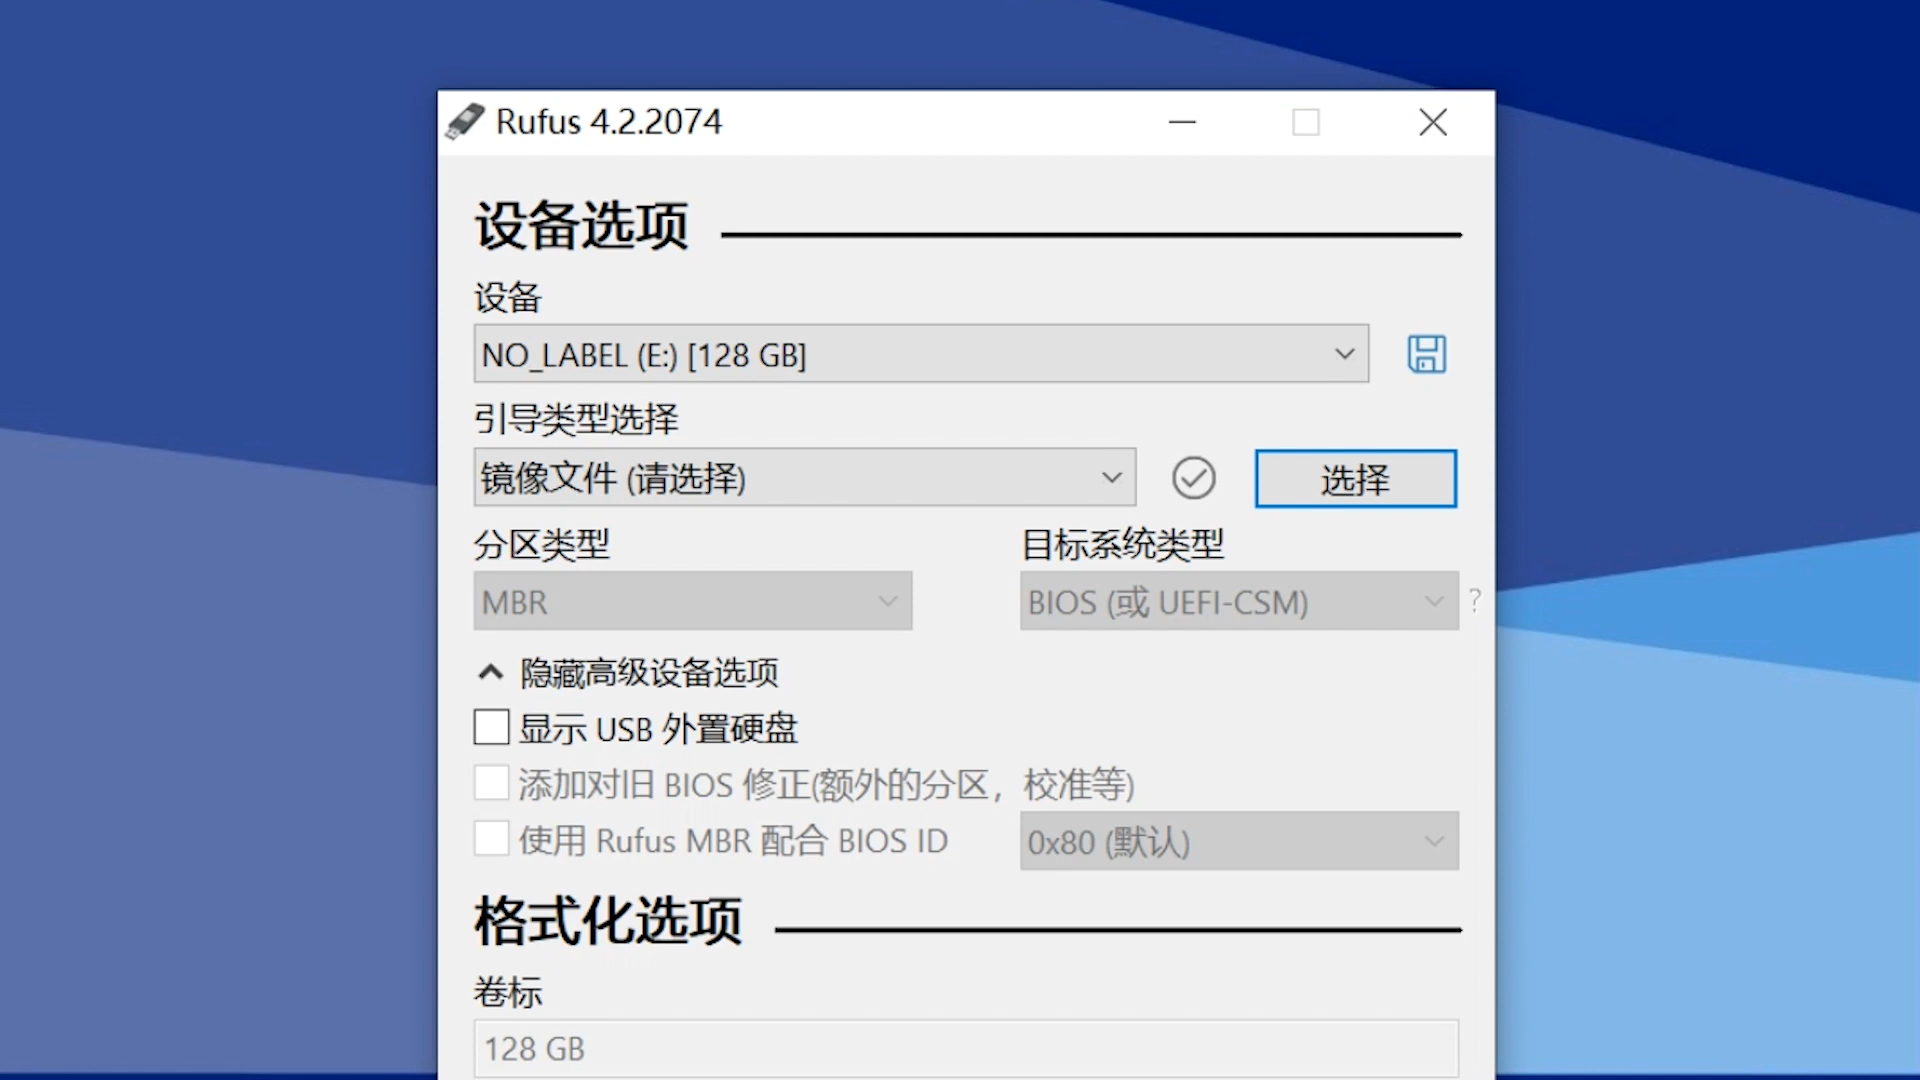 Rufus 4.2.2074
设备选项
设备
NO_LABEL (E:) [128 GB]
引导类型选择
镜像文件 (请选择)
选择
分区类型
目标系统类型
MBR
BIOS (或 UEFI-CSM)
?
隐藏高级设备选项
显示 USB 外置硬盘
添加对旧 BIOS 修正(额外的分区，校准等)
使用 Rufus MBR 配合 BIOS ID
0x80 (默认)
格式化选项
卷标
128 GB